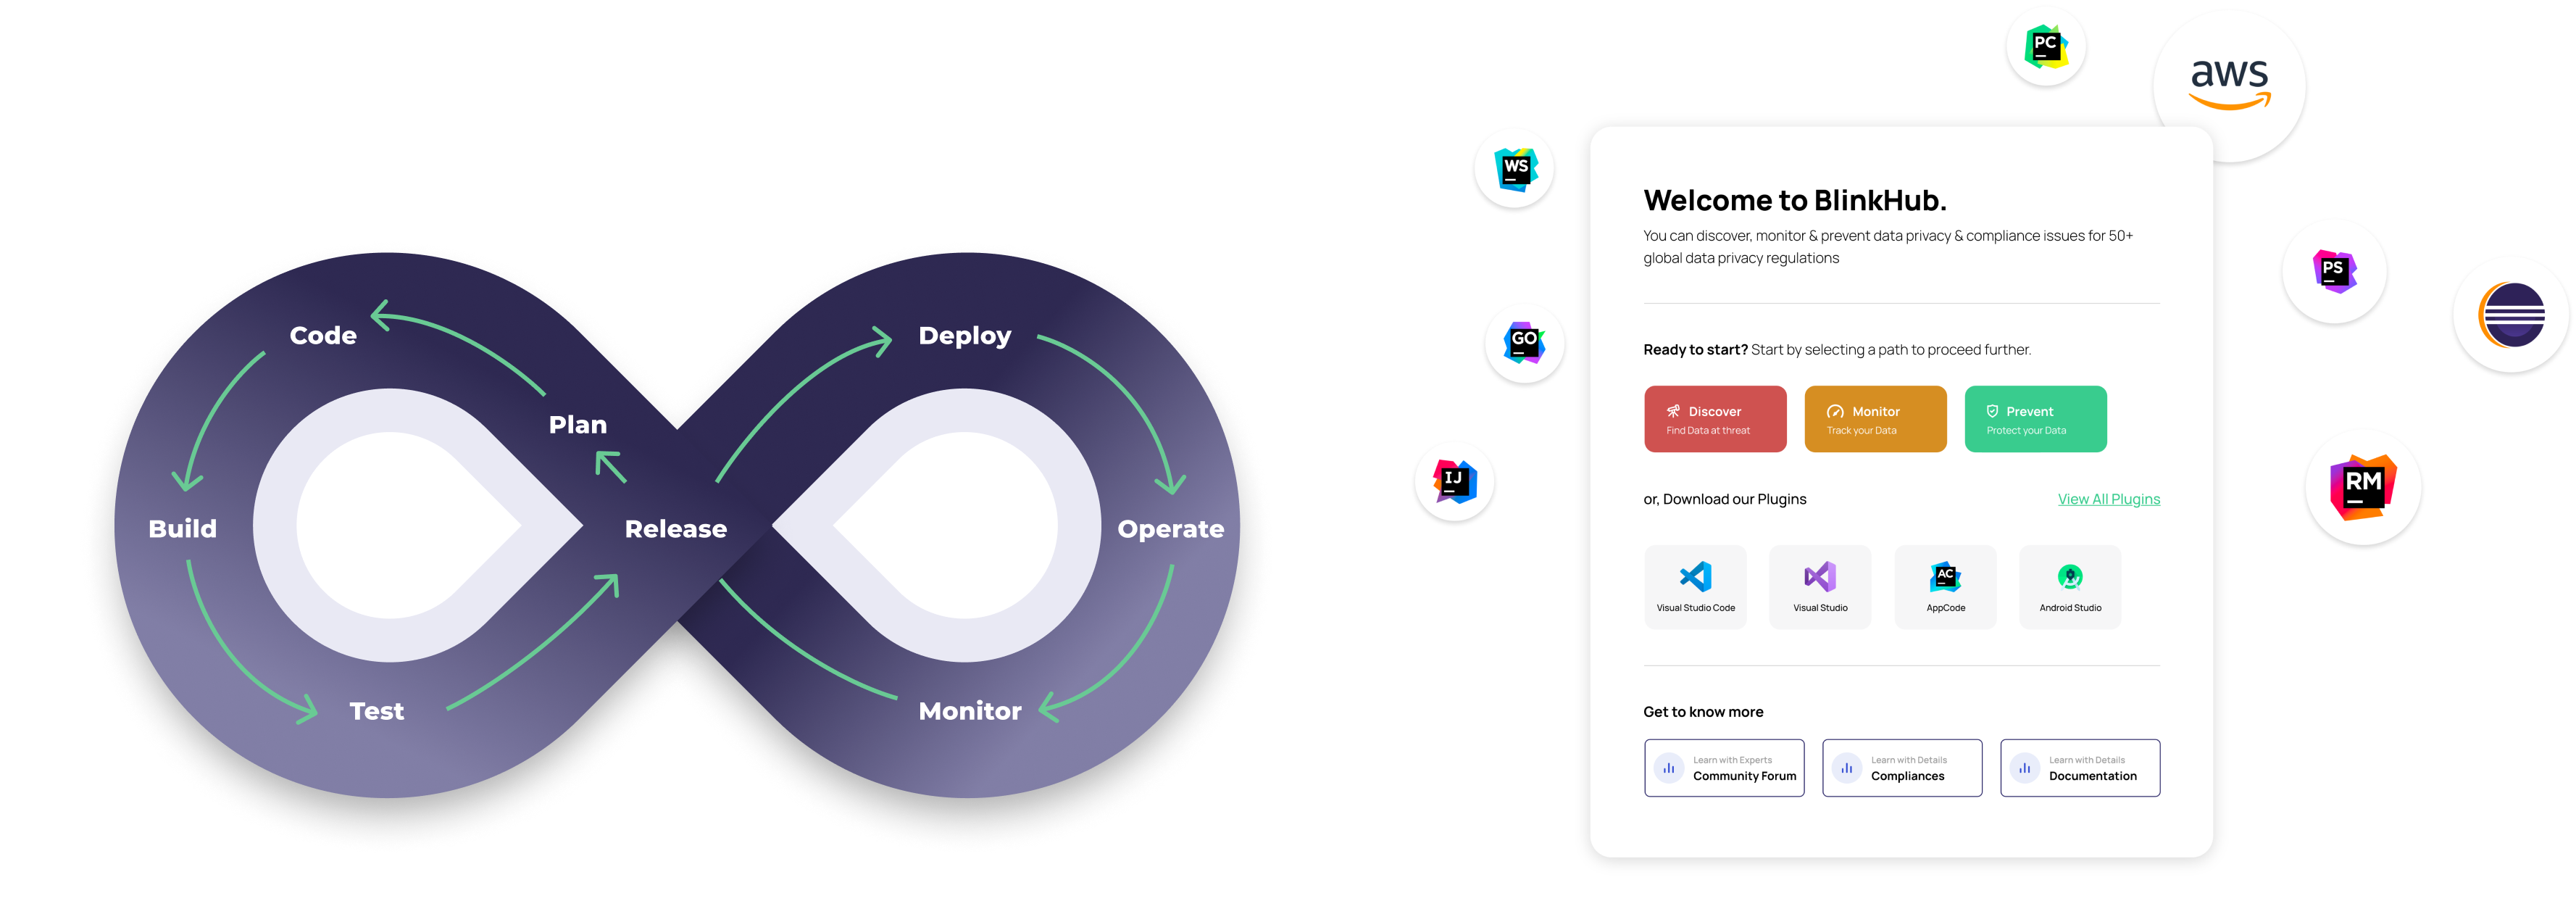 Code
Plan
Build
Test
Release
Deploy
Operate
Monitor
WS
GO
IJ
PC
aws
PS
RM
Welcome to BlinkHub.
You can discover, monitor & prevent data privacy & compliance issues for 50+
global data privacy regulations
Ready to start? Start by selecting a path to proceed further.
Discover
Find Data at threat
Monitor
Track your Data
Prevent
Protect your Data
or, Download our Plugins
View All Plugins
AC
Visual Studio Code
Visual Studio
AppCode
Android Studio
Get to know more
Learn with Experts
Community Forum
Learn with Details
Compliances
Learn with Details
Documentation